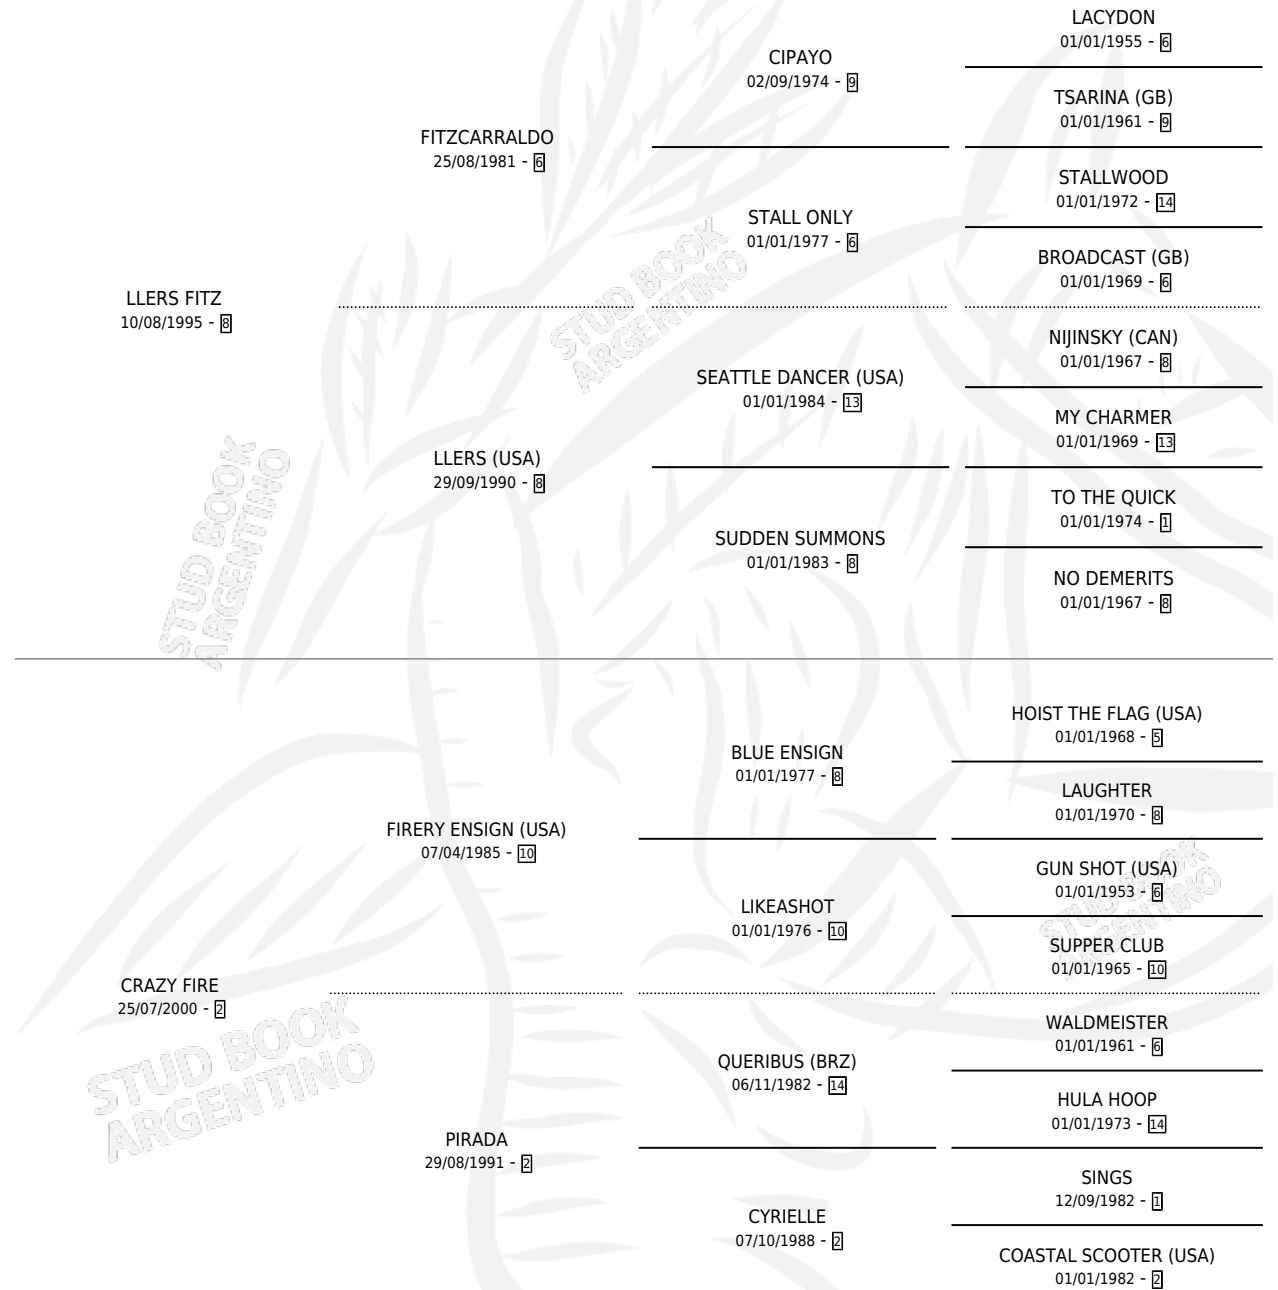 LACYDON
01/01/1955 - 6
CIPAYO
02/09/1974 - 9
TSARINA (GB)
01/01/1961 - 9
FITZCARRALDO
25/08/1981 - 6
STALLWOOD
01/01/1972 - 14
STALL ONLY
01/01/1977 - 6
BROADCAST (GB)
01/01/1969 - 6
LLERS FITZ
10/08/1995 - 8
STUD BOOK
ARGENTINO
NIJINSKY (CAN)
01/01/1967 - 8
SEATTLE DANCER (USA)
01/01/1984 - 13
MY CHARMER
01/01/1969 - 13
LLERS (USA)
29/09/1990 - 8
TO THE QUICK
01/01/1974 - 1
SUDDEN SUMMONS
01/01/1983 - 8
NO DEMERITS
01/01/1967 - 8
STUD BOOK
ARGENTINO
HOIST THE FLAG (USA)
01/01/1968 - 5
BLUE ENSIGN
01/01/1977 - 8
LAUGHTER
01/01/1970 - 8
FIRERY ENSIGN (USA)
07/04/1985 - 10
GUN SHOT (USA)
01/01/1953 - 6
LIKEASHOT
01/01/1976 - 10
STUD BOOK
ARGENTINO
SUPPER CLUB
01/01/1965 - 10
CRAZY FIRE
25/07/2000 - 2
WALDMEISTER
01/01/1961 - 6
QUERIBUS (BRZ)
06/11/1982 - 14
STUD BOOK
ARGENTINO
HULA HOOP
01/01/1973 - 14
PIRADA
29/08/1991 - 2
SINGS
12/09/1982 - 1
CYRIELLE
07/10/1988 - 2
COASTAL SCOOTER (USA)
01/01/1982 - 2